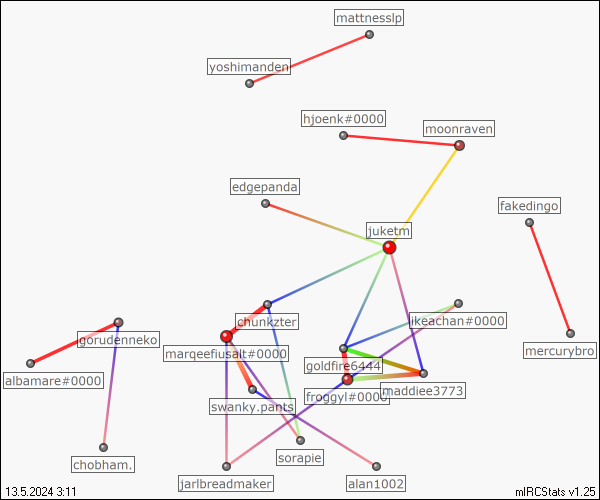 mattnesslp
yoshimanden
hjoenk#0000
moonraven
edgepanda
fakedingo
juketm
chunkzter
likeachan#0000
gorudenneko
marqeefiusalt#0000
mercurybro
goldfire6444
albamare#0000
maddiee3773
froggyl#0000
swanky.pants
sorapie
chobham.
jarlbreadmaker
alan1002
13.5.2024 3:11
mIRCStats v1.25